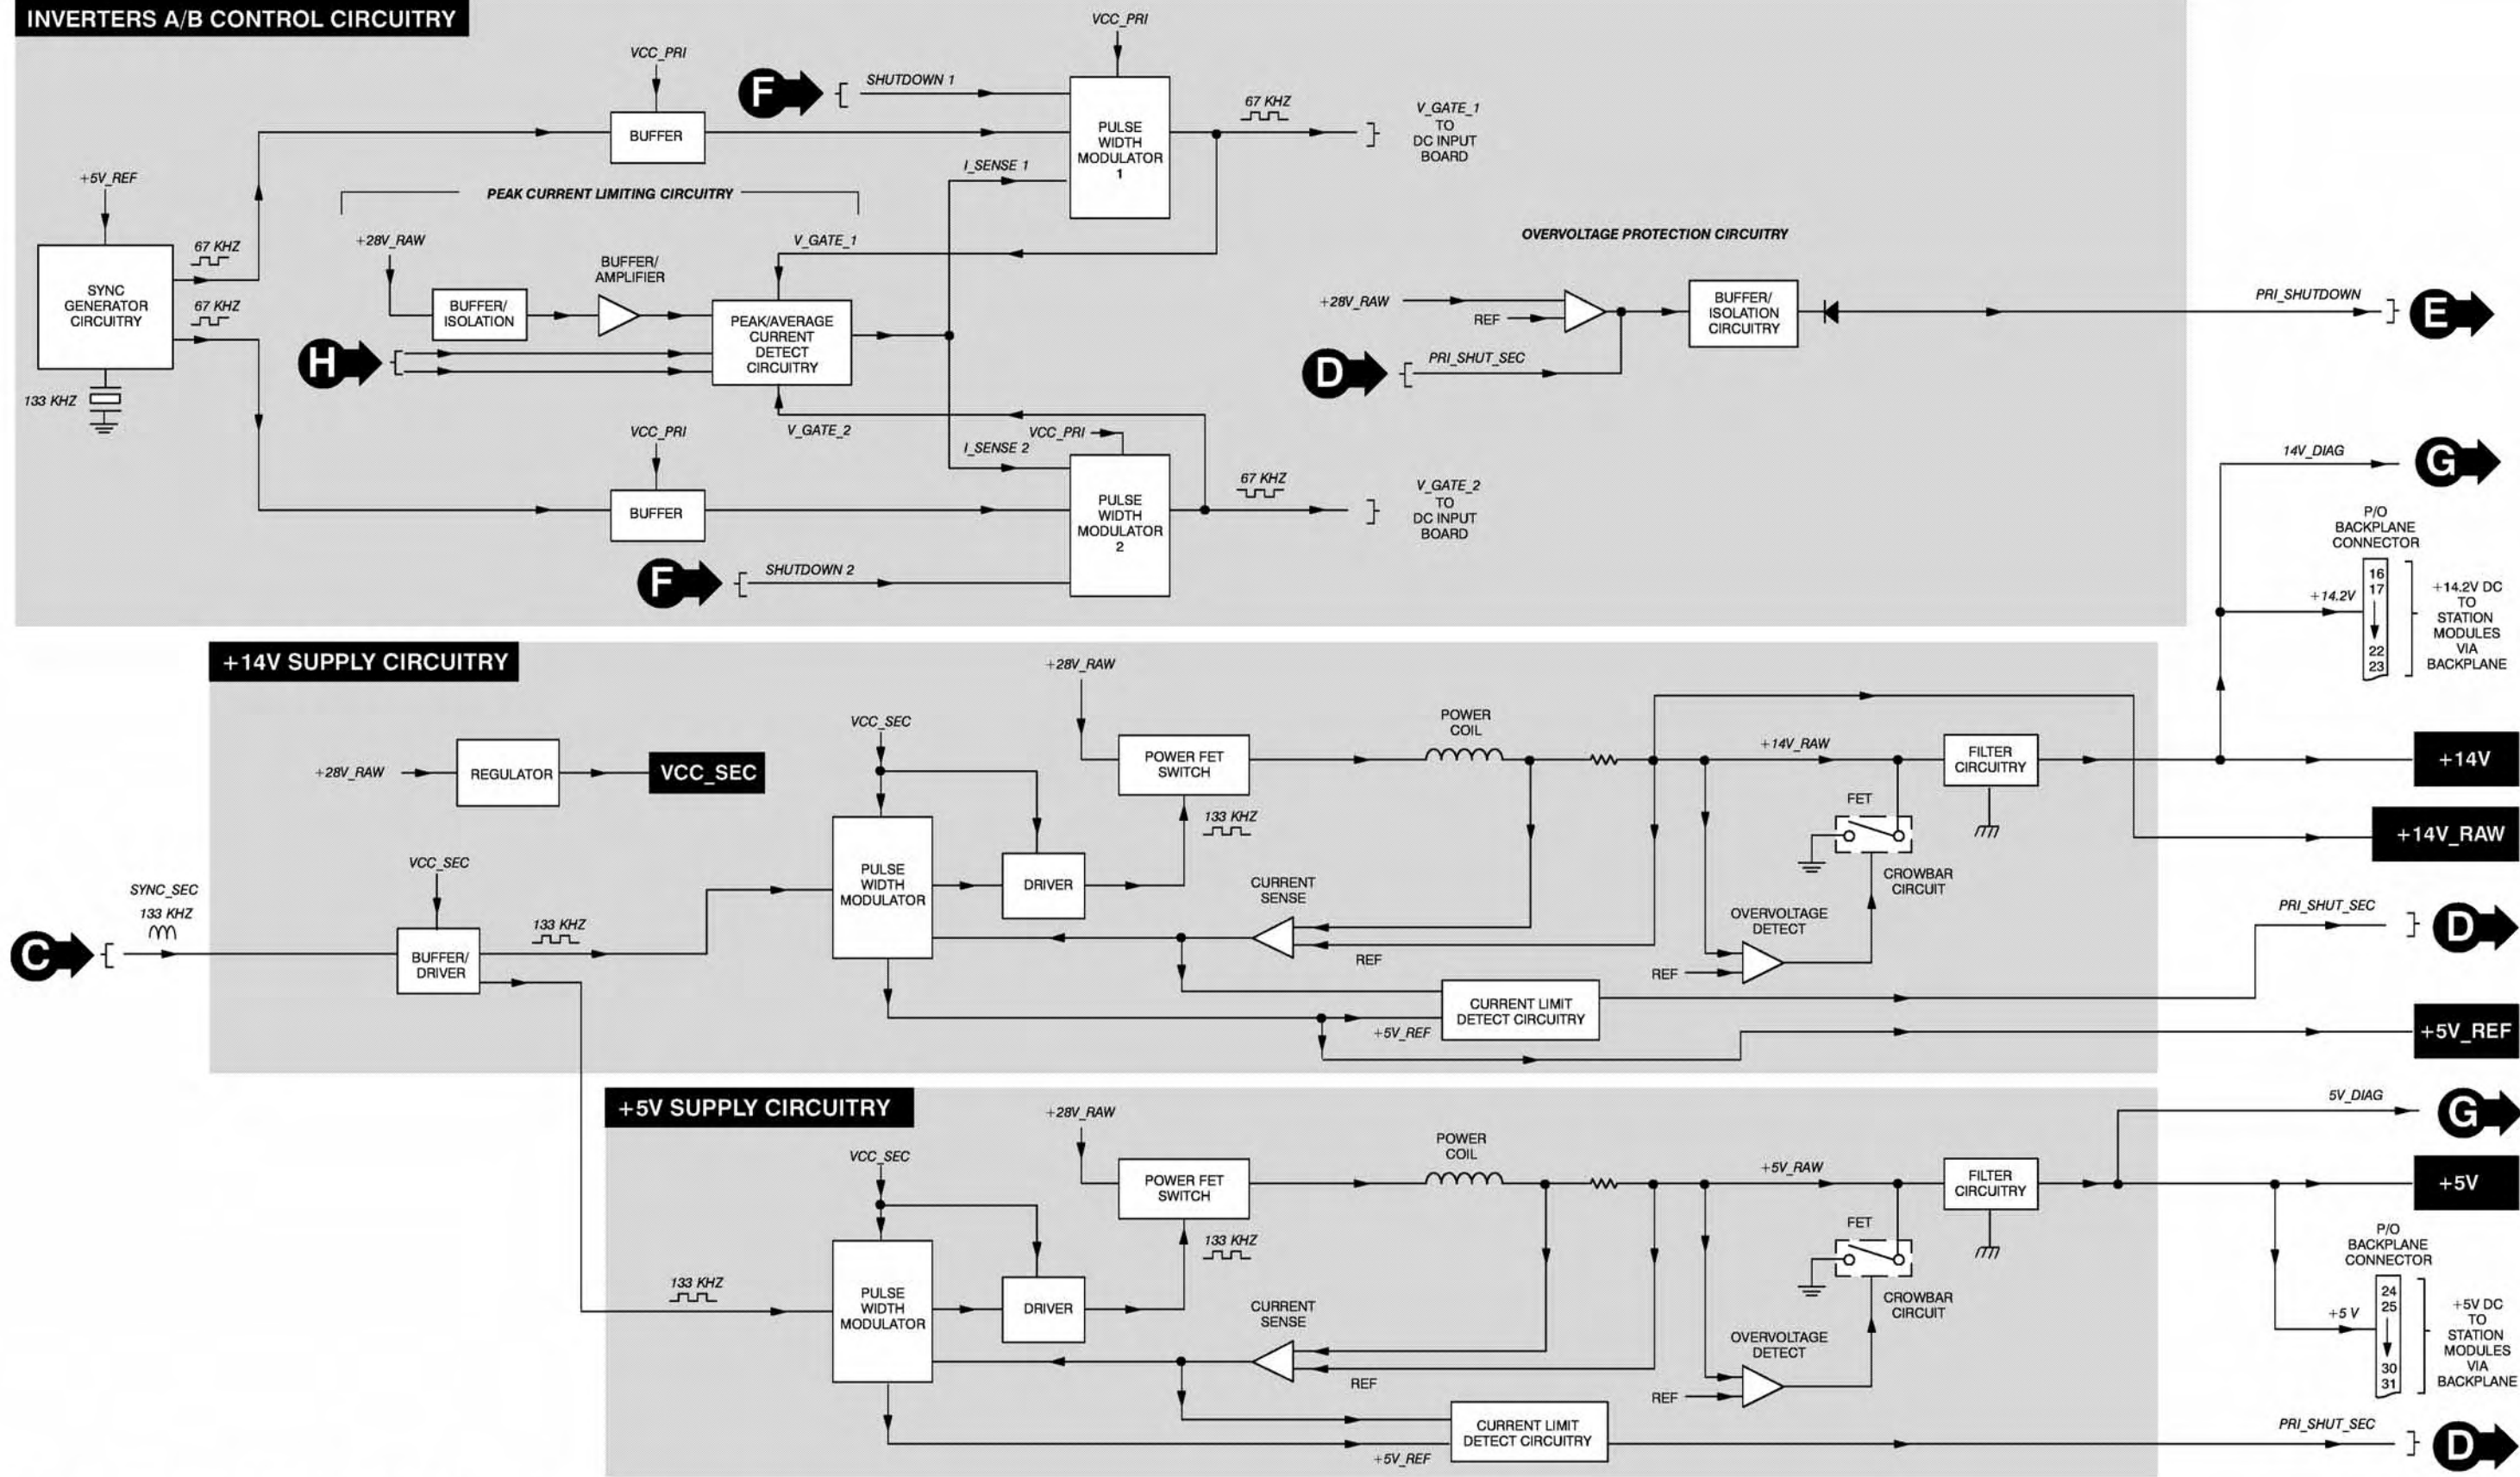 INVERTERS A/B CONTROL CIRCUITRY
VCC_PRI
VCC_PRI
F
SHUTDOWN 1
BUFFER
PULSE
WIDTH
MODULATOR
1
67 KHZ
V_GATE_1
TO
DC INPUT
BOARD
I_SENSE 1
+5V_REF
PEAK CURRENT LIMITING CIRCUITRY
67 KHZ
67 KHZ
SYNC
GENERATOR
CIRCUITRY
133 KHZ
+28V_RAW
BUFFER/
ISOLATION
BUFFER/
AMPLIFIER
V_GATE_1
PEAK/AVERAGE
CURRENT
DETECT
CIRCUITRY
H
V_GATE_2
OVERVOLTAGE PROTECTION CIRCUITRY
+28V_RAW
REF
BUFFER/
ISOLATION
CIRCUITRY
PRI_SHUTDOWN
E
D
PRI_SHUT_SEC
VCC_PRI
VCC_PRI
I_SENSE 2
BUFFER
PULSE
WIDTH
MODULATOR
2
67 KHZ
V_GATE_2
TO
DC INPUT
BOARD
F
SHUTDOWN 2
14V_DIAG
G
P/O
BACKPLANE
CONNECTOR
+14.2V
16
17
22
23
+14.2V DC
TO
STATION
MODULES
VIA
BACKPLANE
+14V SUPPLY CIRCUITRY
+28V_RAW
REGULATOR
VCC_SEC
VCC_SEC
+28V_RAW
POWER FET
SWITCH
POWER
COIL
+14V_RAW
FILTER
CIRCUITRY
+14V
133 KHZ
FET
+14V_RAW
PULSE
WIDTH
MODULATOR
DRIVER
CURRENT
SENSE
CROWBAR
CIRCUIT
VCC_SEC
SYNC_SEC
133 KHZ
C
BUFFER/
DRIVER
133 KHZ
REF
OVERVOLTAGE
DETECT
REF
PRI_SHUT_SEC
D
CURRENT LIMIT
DETECT CIRCUITRY
+5V_REF
+5V_REF
+5V SUPPLY CIRCUITRY
+28V_RAW
5V_DIAG
G
VCC_SEC
POWER FET
SWITCH
POWER
COIL
+5V_RAW
FILTER
CIRCUITRY
+5V
133 KHZ
FET
133 KHZ
PULSE
WIDTH
MODULATOR
DRIVER
CURRENT
SENSE
CROWBAR
CIRCUIT
P/O
BACKPLANE
CONNECTOR
+5 V
24
25
30
31
+5V DC
TO
STATION
MODULES
VIA
BACKPLANE
REF
OVERVOLTAGE
DETECT
REF
CURRENT LIMIT
DETECT CIRCUITRY
+5V_REF
PRI_SHUT_SEC
D